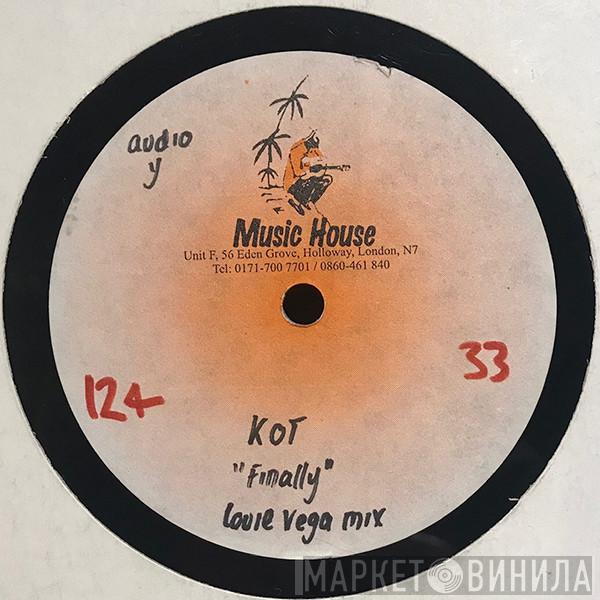 audio
y
Music House
Unit F, 56 Eden Grove, Holloway, London, N7
Tel: 0171-700 7701 / 0860-461 840
124
33
KOT
"Finally"
Louie Vega mix
МАРКЕТ ВИНИЛА